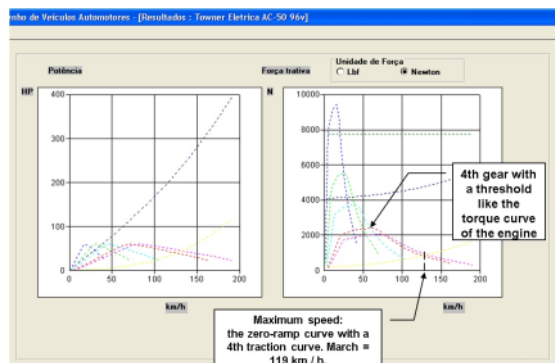 nho de Veículos Automotores - [Resultados : Towner Eletrica AC-50 96v]
Potência
Força trativa
Unidade de Força
Lbf
Newton
HP
N
400
300
200
100
0
0
50
100
150
200
km/h
10000
8000
6000
4000
2000
0
0
50
100
150
200
km/h
4th gear with
a threshold
like the
torque curve
of the engine
Maximum speed:
the zero-ramp curve with a
4th traction curve. March =
119 km / h.